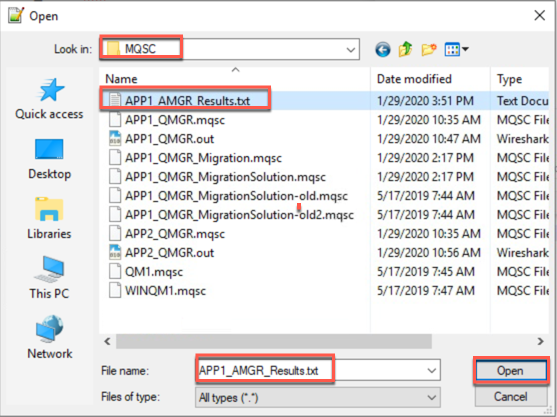 Open
Look in: MQSC
Name Date modified Type
APP1_AMGR_Results.txt 1/29/2020 3:51 PM Text Docu
APP1_QMGR.mqsc 1/29/2020 10:35 AM MQSC File
APP1_QMGR.out 1/29/2020 10:47 AM Wireshark
APP1_QMGR_Migration.mqsc 1/29/2020 2:17 PM MQSC File
APP1_QMGR_MigrationSolution.mqsc 1/29/2020 2:17 PM MQSC File
APP1_QMGR_MigrationSolution-old.mqsc 5/17/2019 7:44 AM MQSC File
APP1_QMGR_MigrationSolution-old2.mqsc 5/17/2019 7:44 AM MQSC File
APP2_QMGR.mqsc 1/29/2020 10:35 AM MQSC File
APP2_QMGR.out 1/29/2020 10:56 AM Wireshark
QM1.mqsc 5/17/2019 7:45 AM MQSC File
WINQM1.mqsc 5/17/2019 7:47 AM MQSC File
Quick access
Desktop
Libraries
This PC
Network
File name: APP1_AMGR_Results.txt Open
Files of type: All types (*.*) Cancel